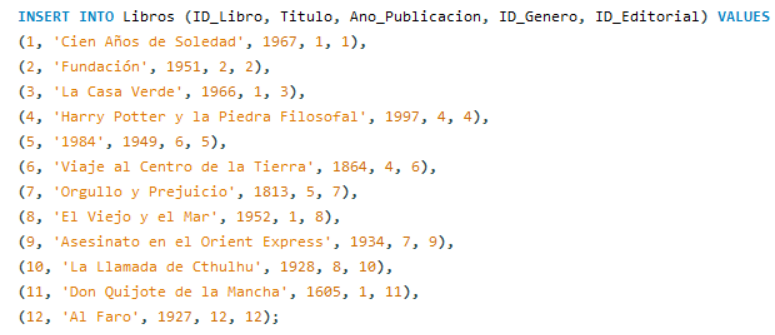 INSERT INTO Libros (ID_Libro, Titulo, Ano_Publicacion, ID_Genero, ID_Editorial) VALUES
(1, 'Cien Años de Soledad', 1967, 1, 1),
(2, 'Fundación', 1951, 2, 2),
(3, 'La Casa Verde', 1966, 1, 3),
(4, 'Harry Potter y la Piedra Filosofal', 1997, 4, 4),
(5, '1984', 1949, 6, 5),
(6, 'Viaje al Centro de la Tierra', 1864, 4, 6),
(7, 'Orgullo y Prejuicio', 1813, 5, 7),
(8, 'El Viejo y el Mar', 1952, 1, 8),
(9, 'Asesinato en el Orient Express', 1934, 7, 9),
(10, 'La Llamada de Cthulhu', 1928, 8, 10),
(11, 'Don Quijote de la Mancha', 1605, 1, 11),
(12, 'Al Faro', 1927, 12, 12);